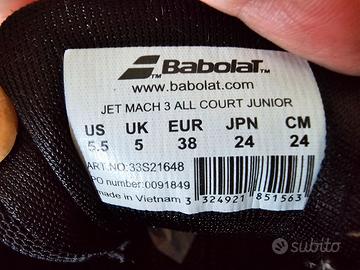 Babolat™
www.babolat.com
JET MACH 3 ALL COURT JUNIOR
US UK EUR JPN CM
5.5 5 38 24 24
ART.NO:33S21648
PO number:0091849
made in Vietnam 3 324921 851563
subito